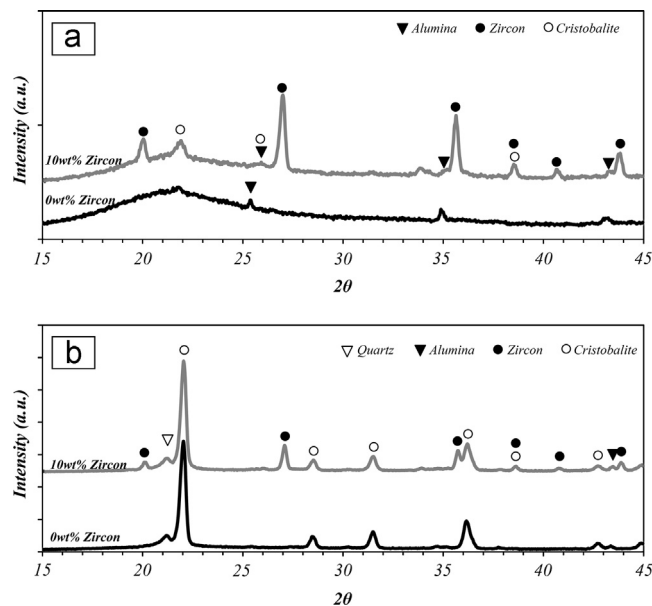 a
▼Alumina ●Zircon ○Cristobalite
Intensity (a.u.)
10wt% Zircon
0wt% Zircon
15 20 25 30 35 40 45
2θ
b
▽Quartz ▼Alumina ●Zircon ○Cristobalite
Intensity (a.u.)
10wt% Zircon
0wt% Zircon
15 20 25 30 35 40 45
2θ